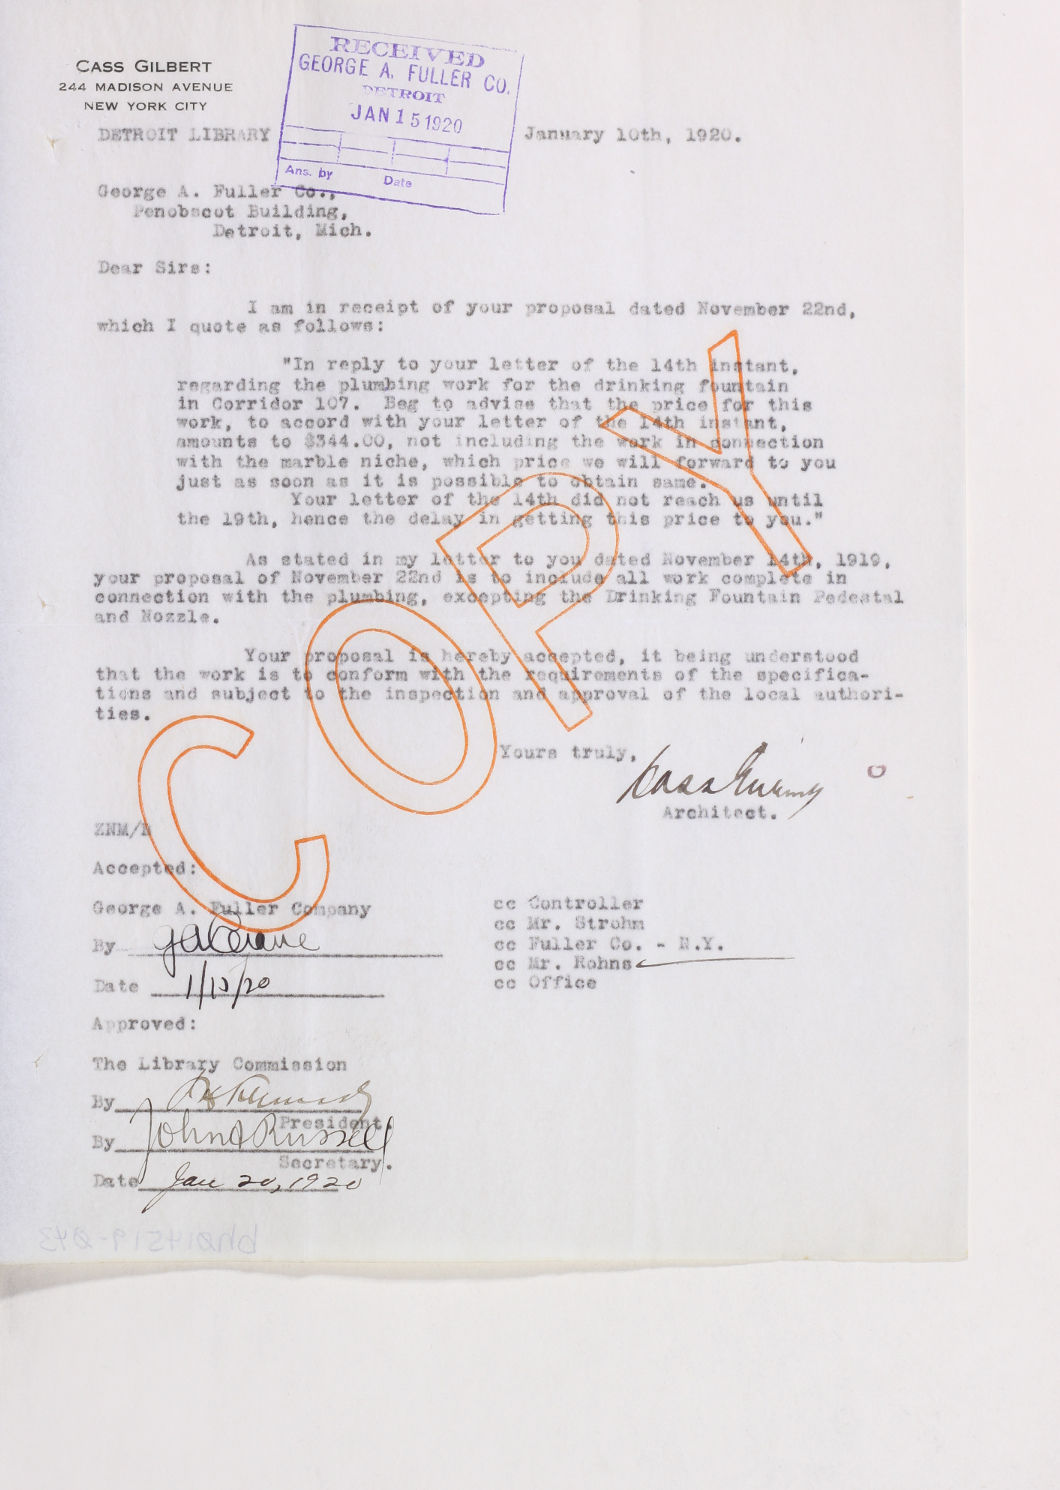 CASS GILBERT
244 MADISON AVENUE
NEW YORK CITY
RECEIVED
GEORGE A. FULLER CO.
DETROIT
JAN 15 1920
Ans. by Date
DETROIT LIBRARY January 10th, 1920.
George A. Fuller Co.,
Penobscot Building,
Detroit, Mich.
Dear Sirs:
I am in receipt of your proposal dated November 22nd,
which I quote as follows:
"In reply to your letter of the 14th instant,
regarding the plumbing work for the drinking fountain
in Corridor 107. Beg to advise that the price for this
work, to accord with your letter of the 14th instant,
amounts to $344.00, not including the work in connection
with the marble niche, which price we will forward to you
just as soon as it is possible to obtain same.
Your letter of the 14th did not reach us until
the 19th, hence the delay in getting this price to you."
As stated in my letter to you dated November 14th, 1919,
your proposal of November 22nd is to include all work complete in
connection with the plumbing, excepting the Drinking Fountain Pedestal
and Nozzle.
Your proposal is hereby accepted, it being understood
that the work is to conform with the requirements of the specifica-
tions and subject to the inspection and approval of the local authori-
ties.
COPY
Yours truly,
Cass Gilbert
Architect.
ZNM/
Accepted:
George A. Fuller Company
By
Date 1/15/20
cc Controller
cc Mr. Strohm
cc Fuller Co. - N.Y.
cc Mr. Rohns
cc Office
Approved:
The Library Commission
By
President.
By John S Russell
Secretary.
Date Jan 20, 1920